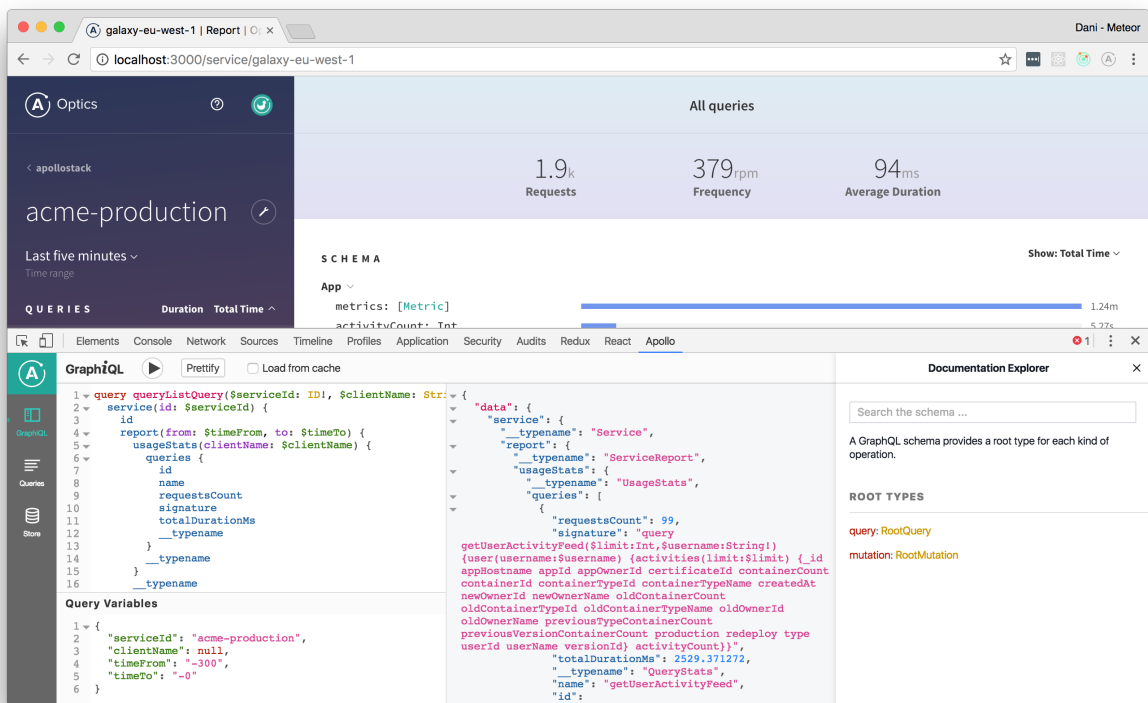 galaxy-eu-west-1 | Report | O
Dani - Meteor
localhost:3000/service/galaxy-eu-west-1
Optics
All queries
apollostack
1.9k
379rpm
94ms
Requests
Frequency
Average Duration
acme-production
Last five minutes
Time range
SCHEMA
Show: Total Time
App
QUERIES
Duration
Total Time
metrics: [Metric]
1.24m
activityCount: Int
5.27s
Elements
Console
Network
Sources
Timeline
Profiles
Application
Security
Audits
Redux
React
Apollo
1
GraphiQL
Prettify
Load from cache
Documentation Explorer
GraphiQL
Queries
Store
1 query queryListQuery($serviceId: ID!, $clientName: Stri
2 service(id: $serviceId) {
3 id
4 report(from: $timeFrom, to: $timeTo) {
5 usageStats(clientName: $clientName) {
6 queries {
7 id
8 name
9 requestsCount
10 signature
11 totalDurationMs
12 __typename
13 }
14 __typename
15 }
16 __typename
Query Variables
1 {
2 "serviceId": "acme-production",
3 "clientName": null,
4 "timeFrom": "-300",
5 "timeTo": "-0"
6 }
{
"data": {
"service": {
"__typename": "Service",
"report": {
"__typename": "ServiceReport",
"usageStats": {
"__typename": "UsageStats",
"queries": [
{
"requestsCount": 99,
"signature": "query
getUserActivityFeed($limit:Int,$username:String!)
{user(username:$username) {activities(limit:$limit) {_id
appHostname appId appOwnerId certificateId containerCount
containerId containerTypeId containerTypeName createdAt
newOwnerId newOwnerName oldContainerCount
oldContainerTypeId oldContainerTypeName oldOwnerId
oldOwnerName previousTypeContainerCount
previousVersionContainerCount production redeploy type
userId userName versionId} activityCount}}",
"totalDurationMs": 2529.371272,
"__typename": "QueryStats",
"name": "getUserActivityFeed",
"id":
Search the schema ...
A GraphQL schema provides a root type for each kind of
operation.
ROOT TYPES
query: RootQuery
mutation: RootMutation